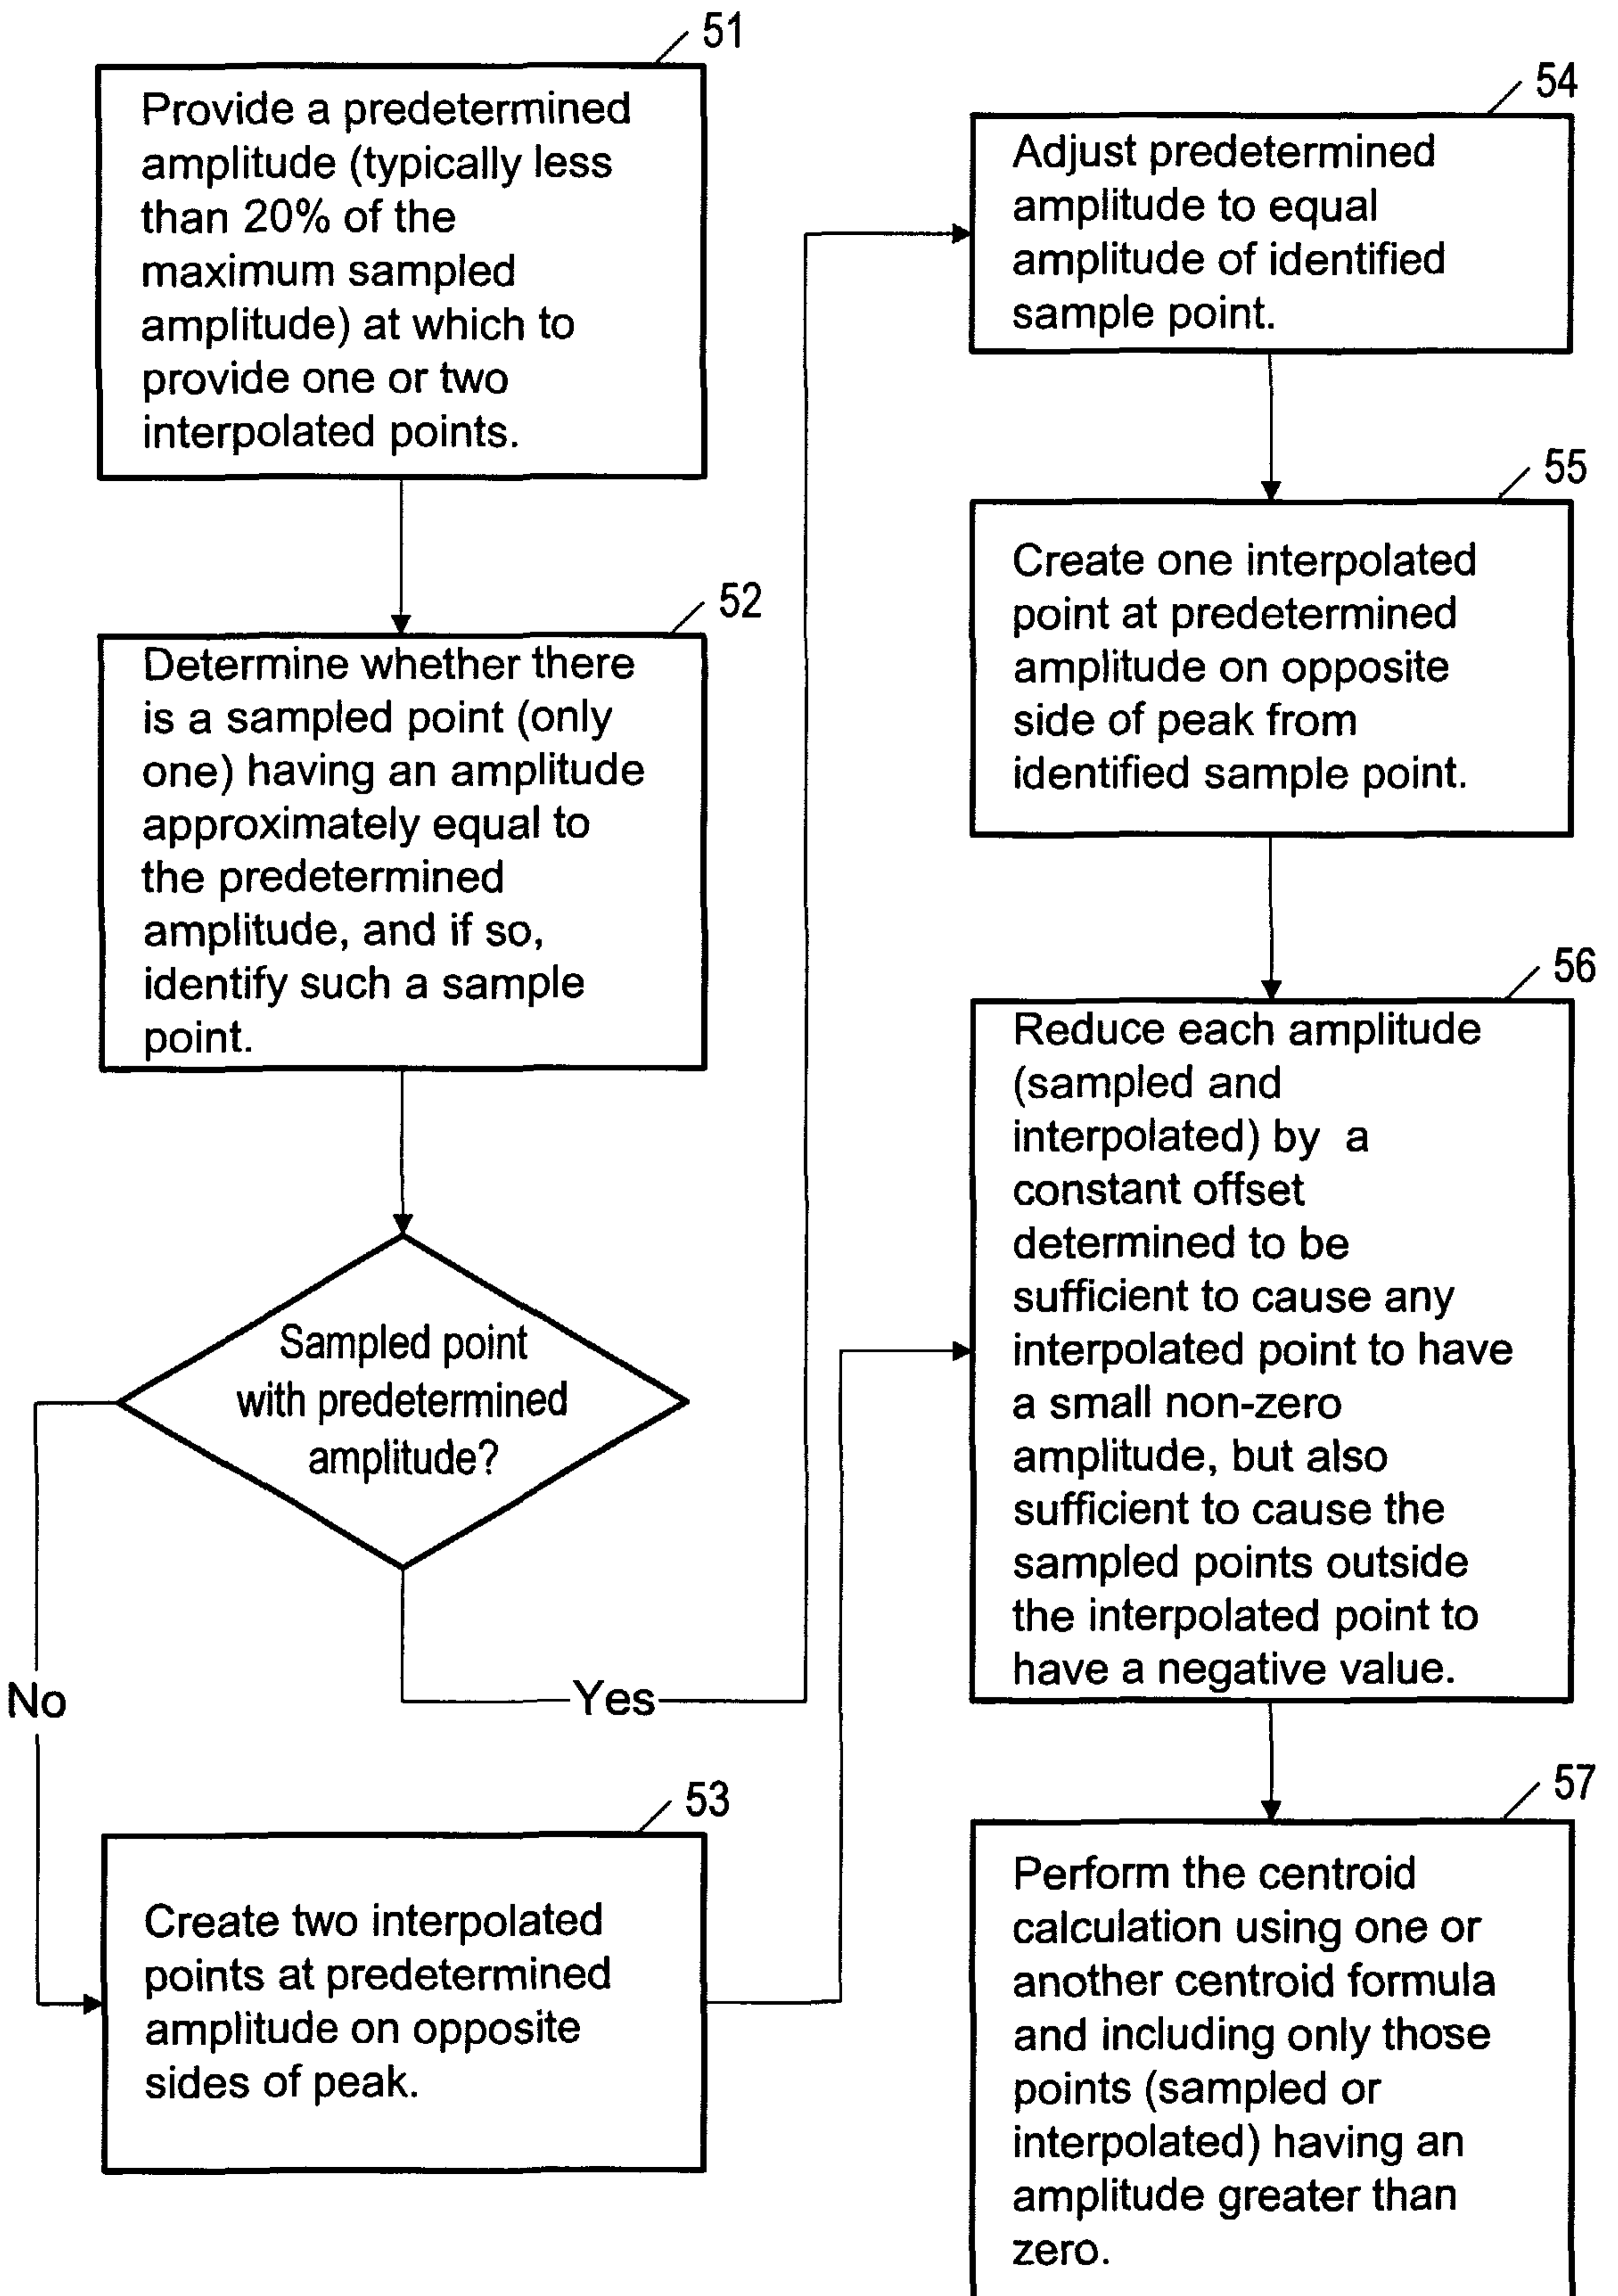 51
Provide a predetermined
amplitude (typically less
than 20% of the
maximum sampled
amplitude) at which to
provide one or two
interpolated points.
52
Determine whether there
is a sampled point (only
one) having an amplitude
approximately equal to
the predetermined
amplitude, and if so,
identify such a sample
point.
Sampled point
with predetermined
amplitude?
No
Yes
53
Create two interpolated
points at predetermined
amplitude on opposite
sides of peak.
54
Adjust predetermined
amplitude to equal
amplitude of identified
sample point.
55
Create one interpolated
point at predetermined
amplitude on opposite
side of peak from
identified sample point.
56
Reduce each amplitude
(sampled and
interpolated) by a
constant offset
determined to be
sufficient to cause any
interpolated point to have
a small non-zero
amplitude, but also
sufficient to cause the
sampled points outside
the interpolated point to
have a negative value.
57
Perform the centroid
calculation using one or
another centroid formula
and including only those
points (sampled or
interpolated) having an
amplitude greater than
zero.